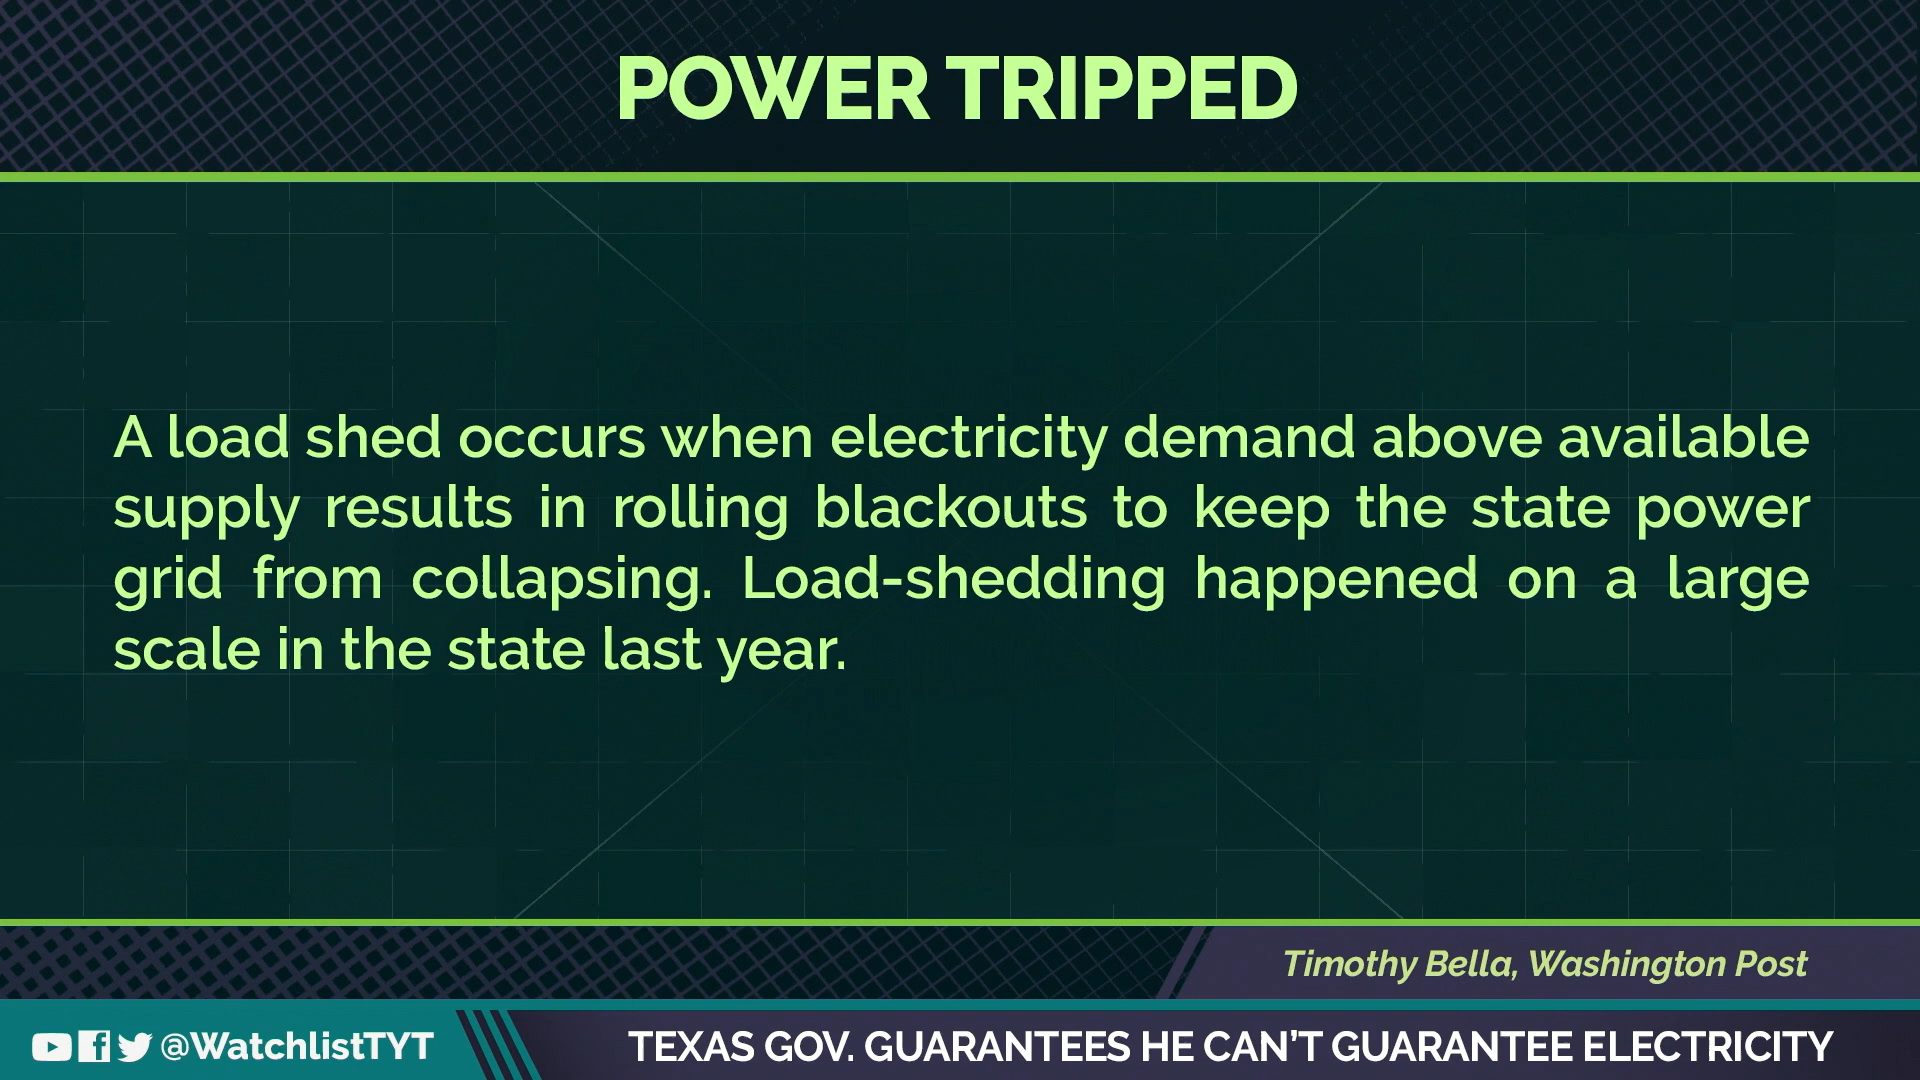 POWER TRIPPED
A load shed occurs when electricity demand above available
supply results in rolling blackouts to keep the state power
grid from collapsing. Load-shedding happened on a large
scale in the state last year.
Timothy Bella, Washington Post
@WatchlistTYT
TEXAS GOV. GUARANTEES HE CAN'T GUARANTEE ELECTRICITY